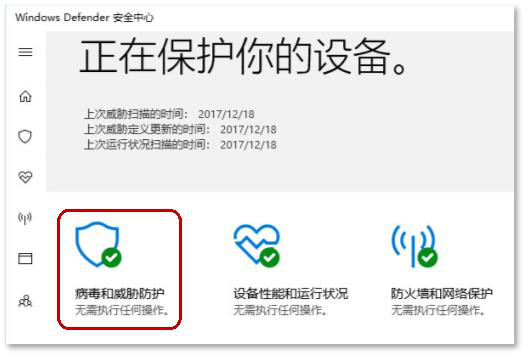 Windows Defender 安全中心
正在保护你的设备。
上次威胁扫描的时间： 2017/12/18
上次威胁定义更新的时间： 2017/12/18
上次运行状况扫描的时间： 2017/12/18
病毒和威胁防护
无需执行任何操作。
设备性能和运行状况
无需执行任何操作。
防火墙和网络保护
无需执行任何操作。